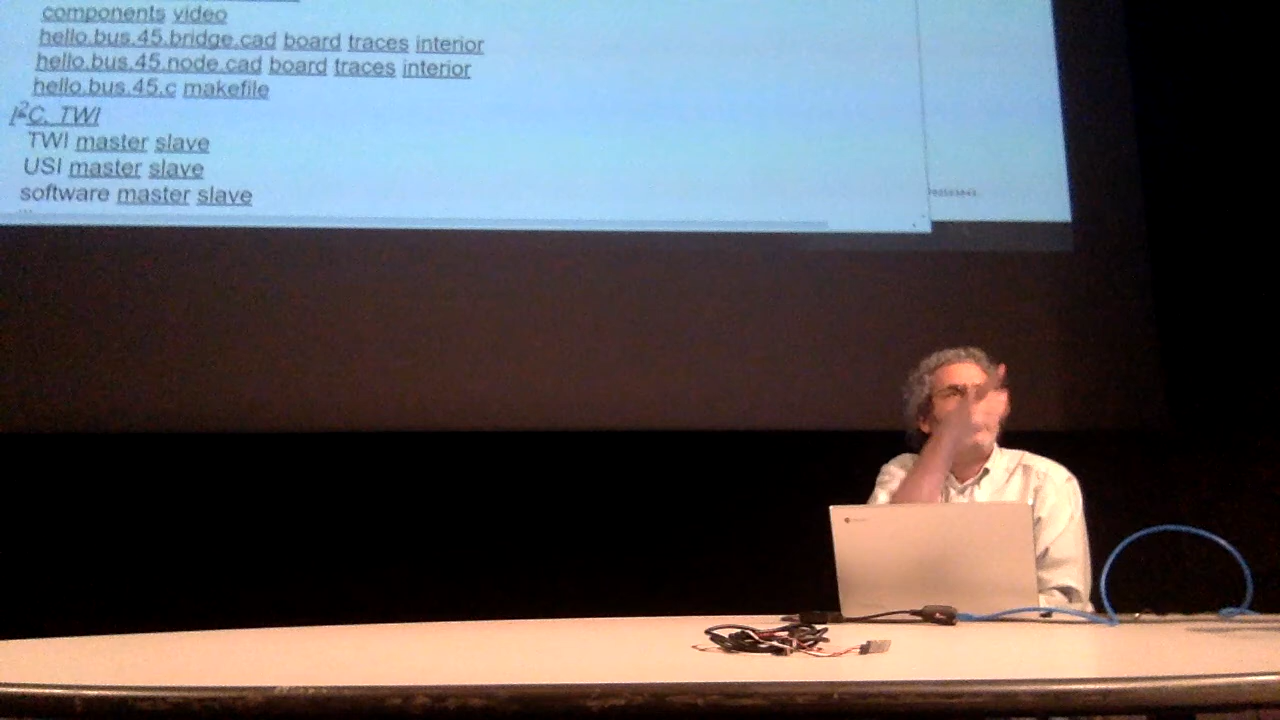 components video
hello.bus.45.bridge.cad board traces interior
hello.bus.45.node.cad board traces interior
hello.bus.45.c makefile
I²C, TWI
TWI master slave
USI master slave
software master slave